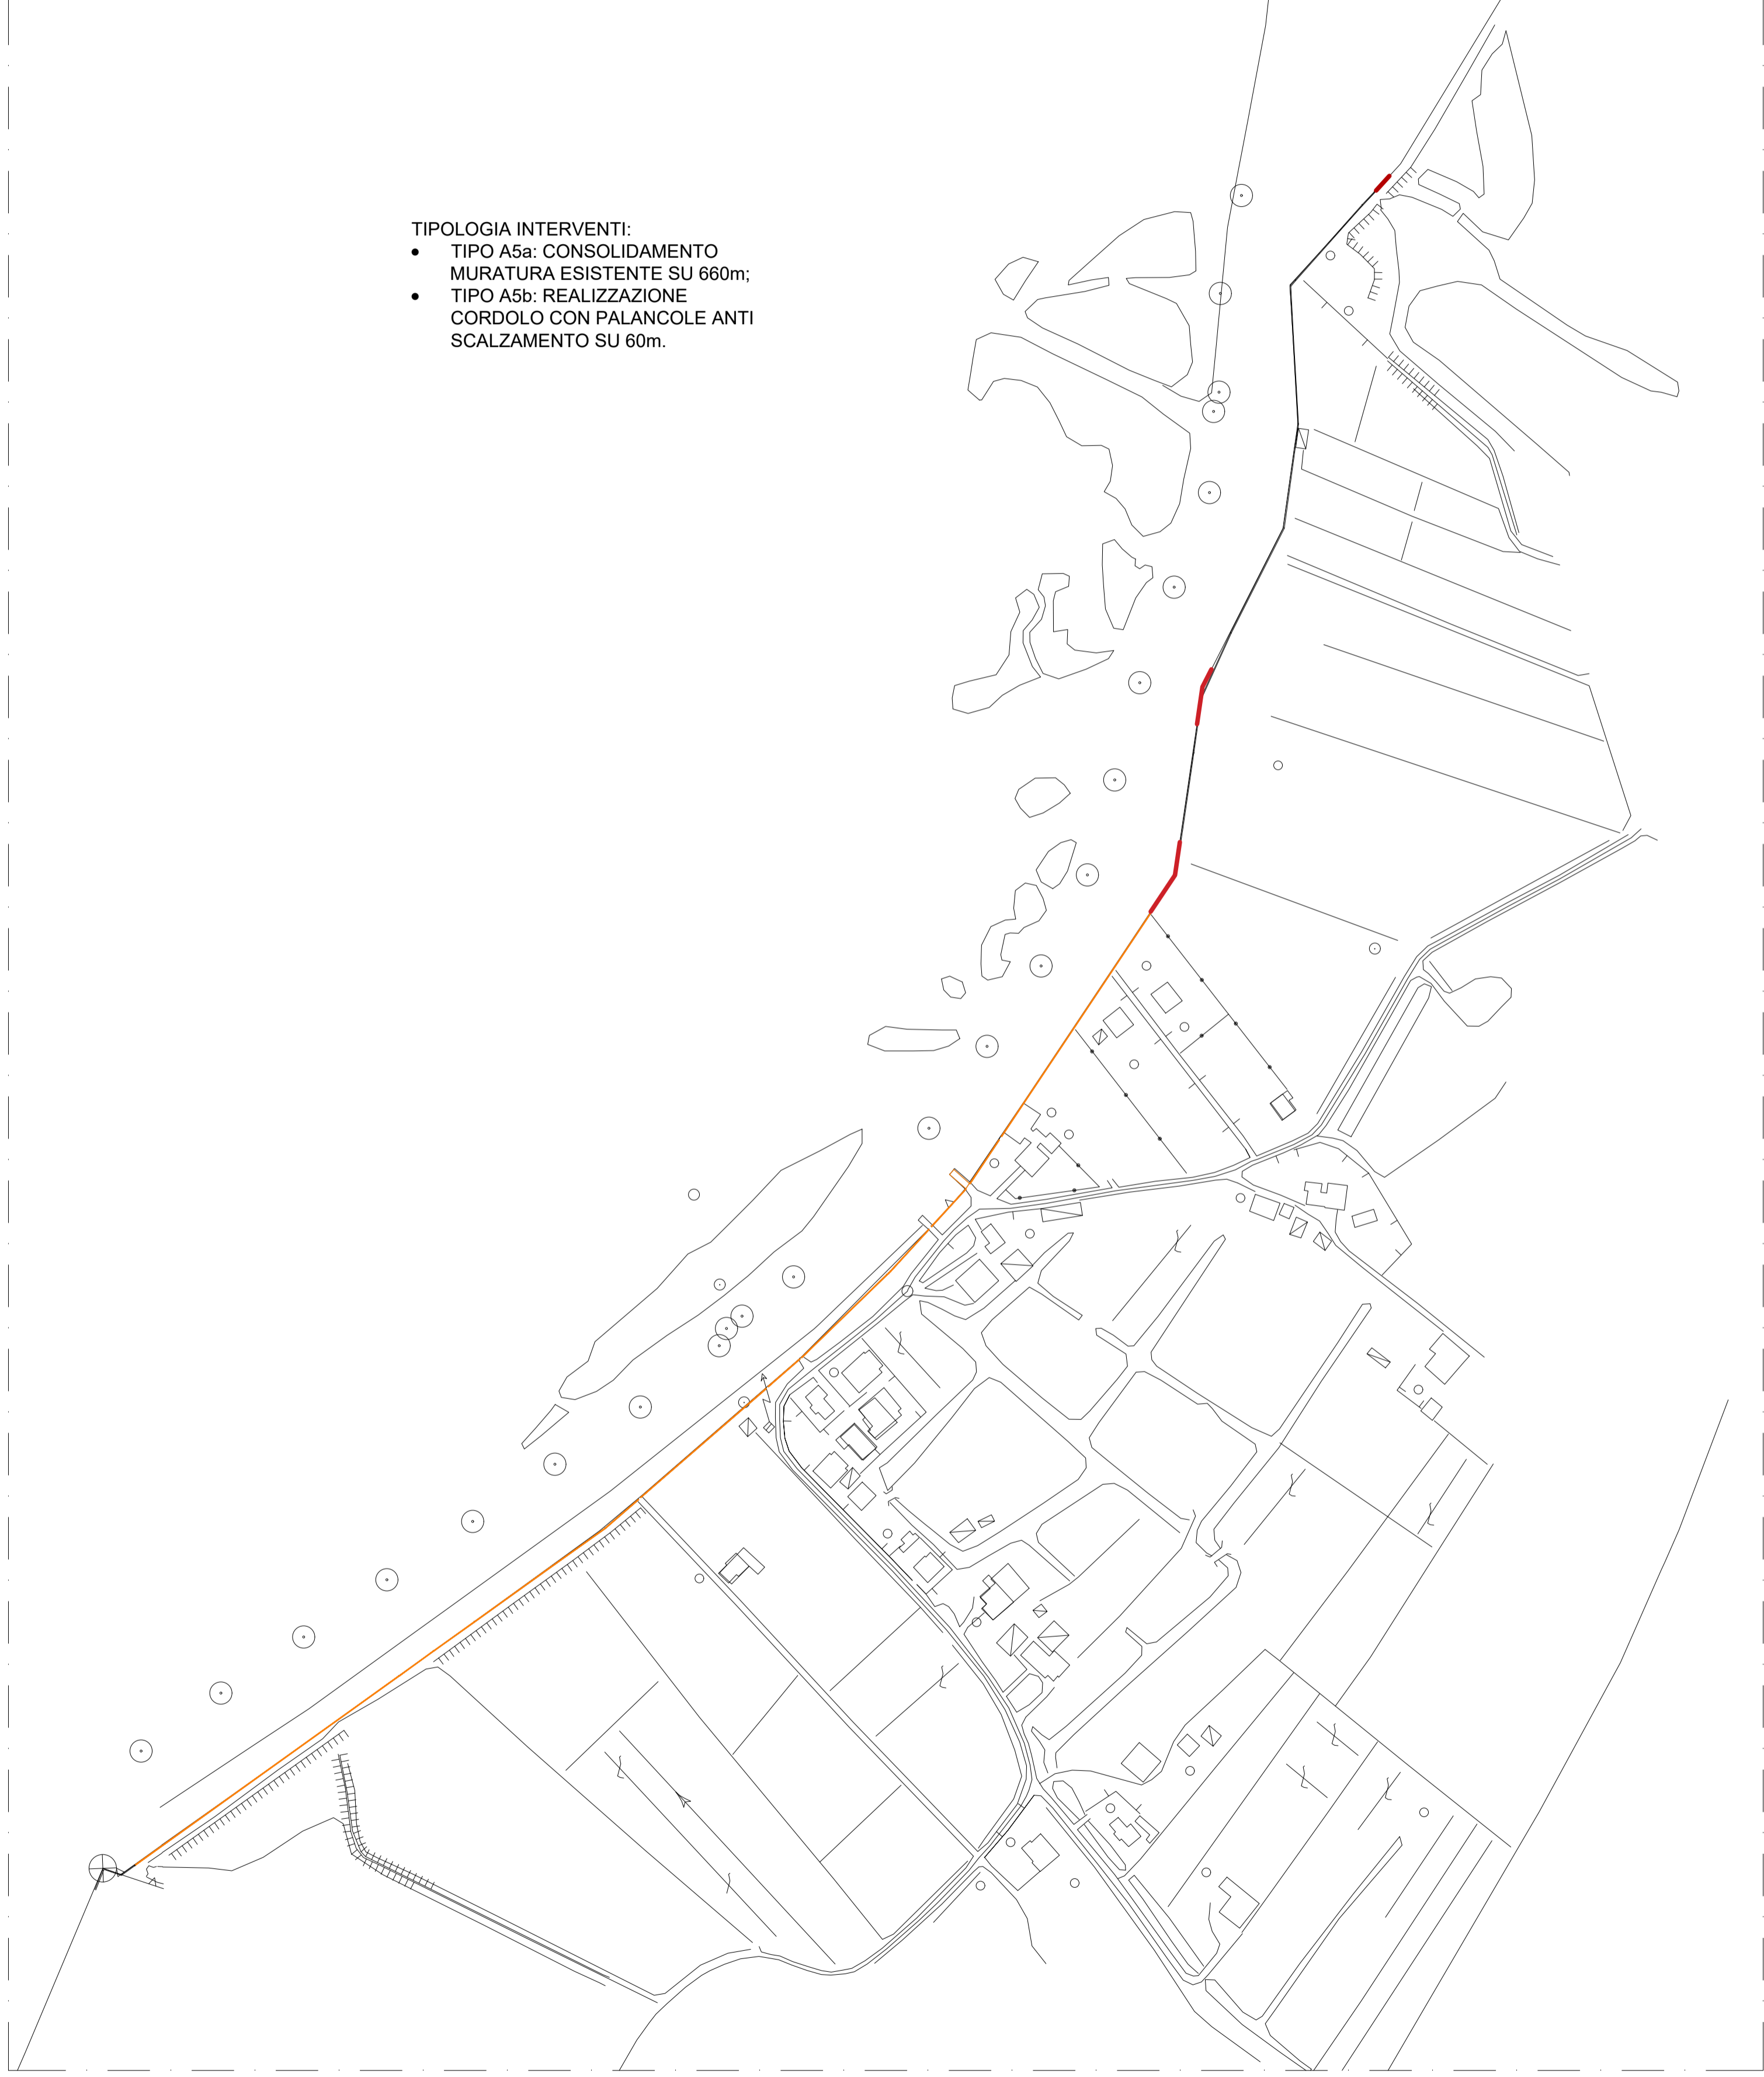 TIPOLOGIA INTERVENTI:
• TIPO A5a: CONSOLIDAMENTO
MURATURA ESISTENTE SU 660m;
• TIPO A5b: REALIZZAZIONE
CORDOLO CON PALANCOLE ANTI
SCALZAMENTO SU 60m.